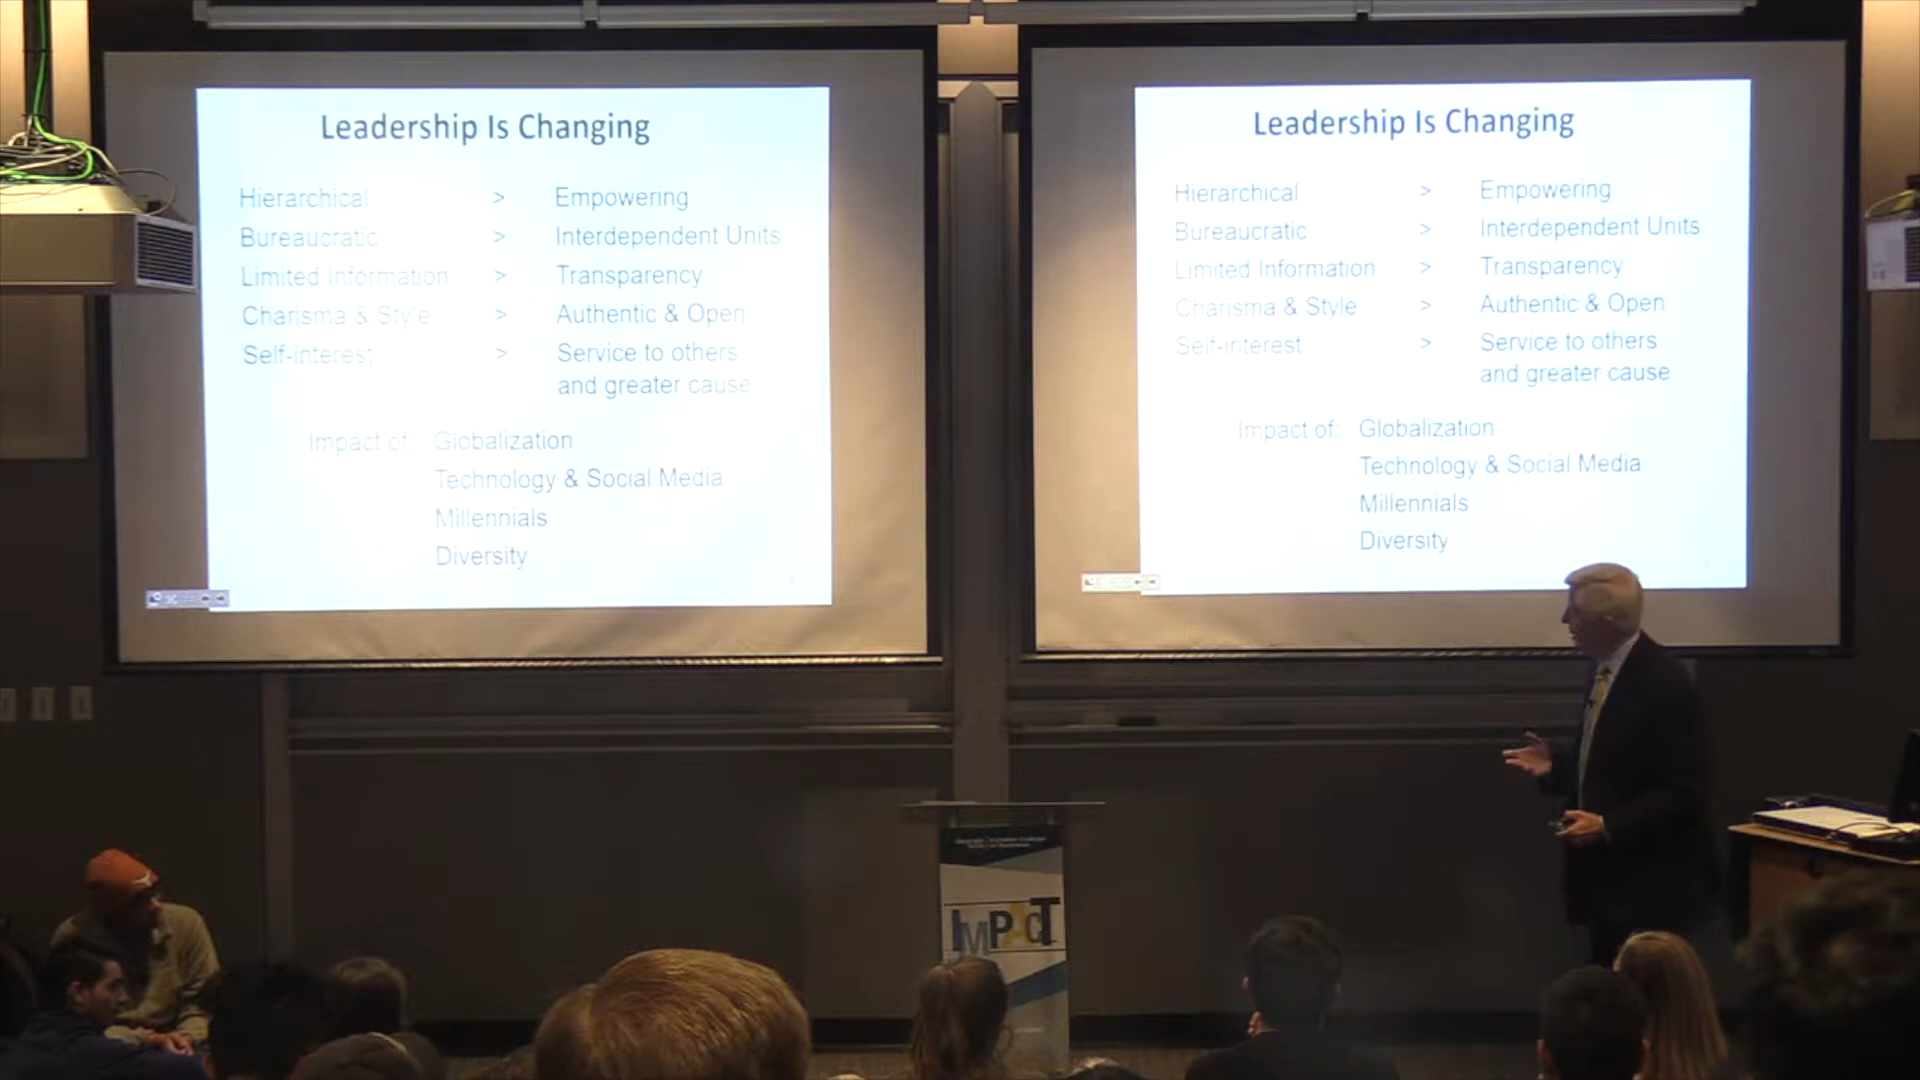 Leadership Is Changing
Hierarchical > Empowering
Bureaucratic > Interdependent Units
Limited Information > Transparency
Charisma & Style > Authentic & Open
Self-interest > Service to others
and greater cause
Impact of: Globalization
Technology & Social Media
Millennials
Diversity
Leadership Is Changing
Hierarchical > Empowering
Bureaucratic > Interdependent Units
Limited Information > Transparency
Charisma & Style > Authentic & Open
Self-interest > Service to others
and greater cause
Impact of: Globalization
Technology & Social Media
Millennials
Diversity
IMPACT